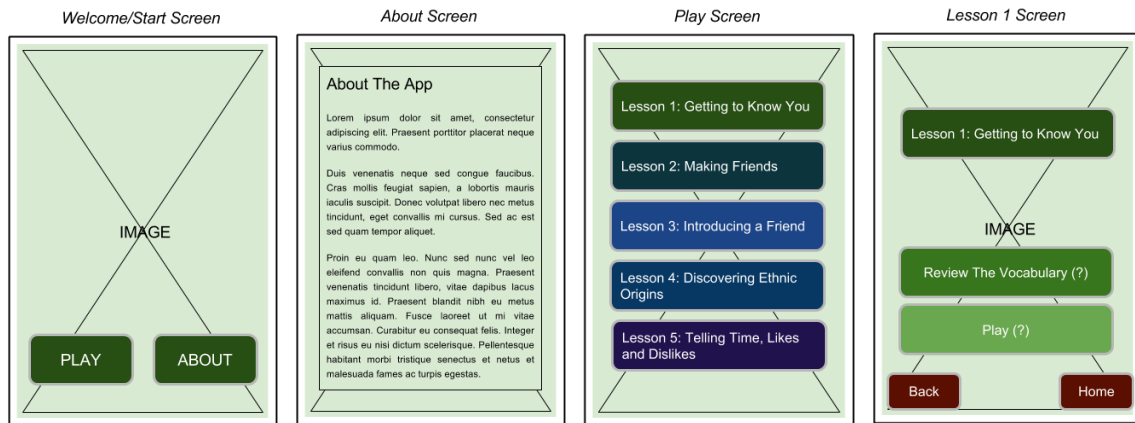 Welcome/Start Screen
IMAGE
PLAY
ABOUT
About Screen
About The App
Lorem ipsum dolor sit amet, consectetur
adipiscing elit. Praesent porttitor placerat neque
varius commodo.
Duis venenatis neque sed congue faucibus.
Cras mollis feugiat sapien, a lobortis mauris
iaculis suscipit. Donec volutpat libero nec metus
tincidunt, eget convallis mi cursus. Sed ac est
sed quam tempor aliquet.
Proin eu quam leo. Nunc sed nunc vel leo
eleifend convallis non quis magna. Praesent
venenatis tincidunt libero, vitae dapibus lacus
maximus id. Praesent blandit nibh eu metus
mattis aliquam. Fusce laoreet ut mi vitae
accumsan. Curabitur eu consequat felis. Integer
et risus eu nisi dictum scelerisque. Pellentesque
habitant morbi tristique senectus et netus et
malesuada fames ac turpis egestas.
Play Screen
Lesson 1: Getting to Know You
Lesson 2: Making Friends
Lesson 3: Introducing a Friend
Lesson 4: Discovering Ethnic
Origins
Lesson 5: Telling Time, Likes
and Dislikes
Lesson 1 Screen
Lesson 1: Getting to Know You
IMAGE
Review The Vocabulary (?)
Play (?)
Back
Home